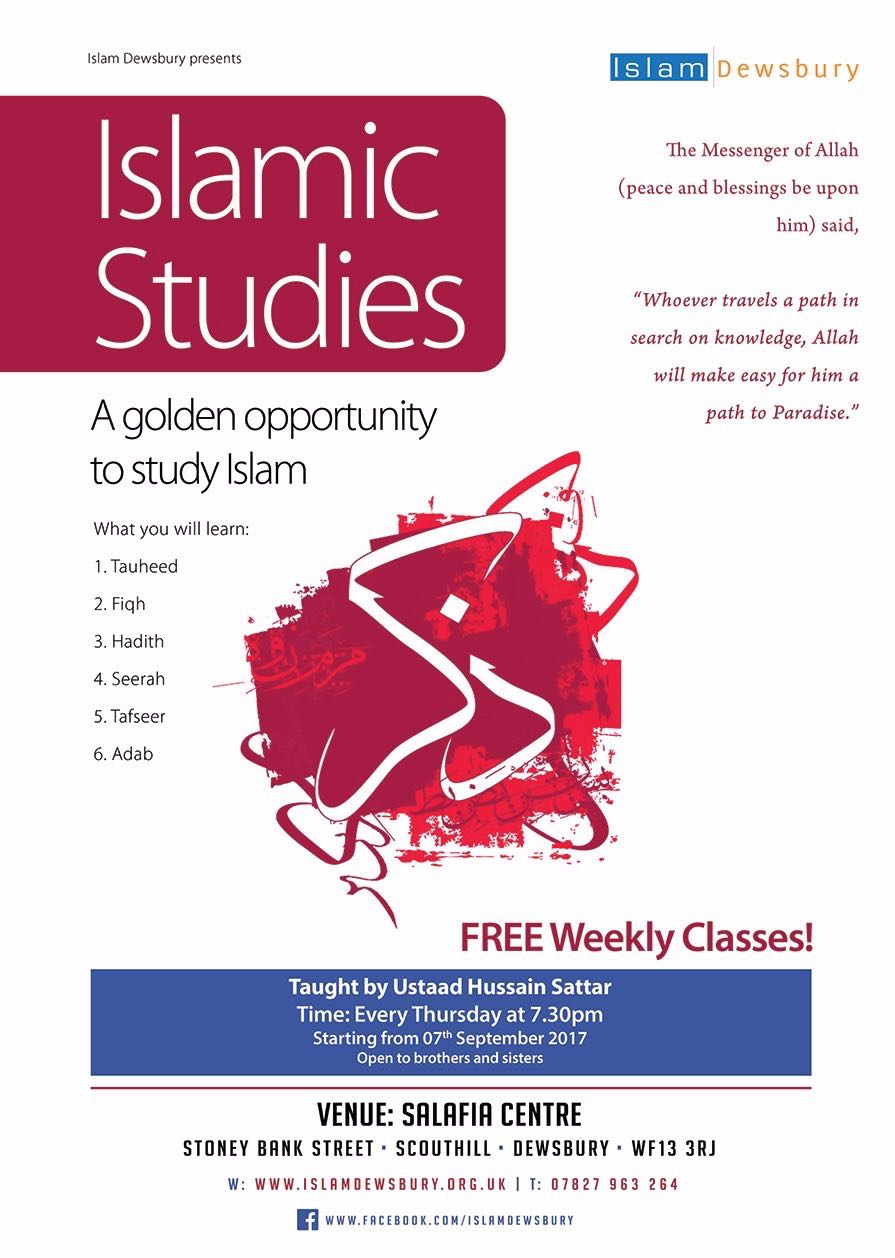 Islam Dewsbury presents
Islam Dewsbury
Islamic
Studies
The Messenger of Allah
(peace and blessings be upon
him) said,
“Whoever travels a path in
search on knowledge, Allah
will make easy for him a
path to Paradise.”
A golden opportunity
to study Islam
What you will learn:
1. Tauheed
2. Fiqh
3. Hadith
4. Seerah
5. Tafseer
6. Adab
FREE Weekly Classes!
Taught by Ustaad Hussain Sattar
Time: Every Thursday at 7.30pm
Starting from 07th September 2017
Open to brothers and sisters
VENUE: SALAFIA CENTRE
STONEY BANK STREET • SCOUTHILL • DEWSBURY • WF13 3RJ
W: WWW.ISLAMDEWSBURY.ORG.UK | T: 07827 963 264
WWW.FACEBOOK.COM/ISLAMDEWSBURY